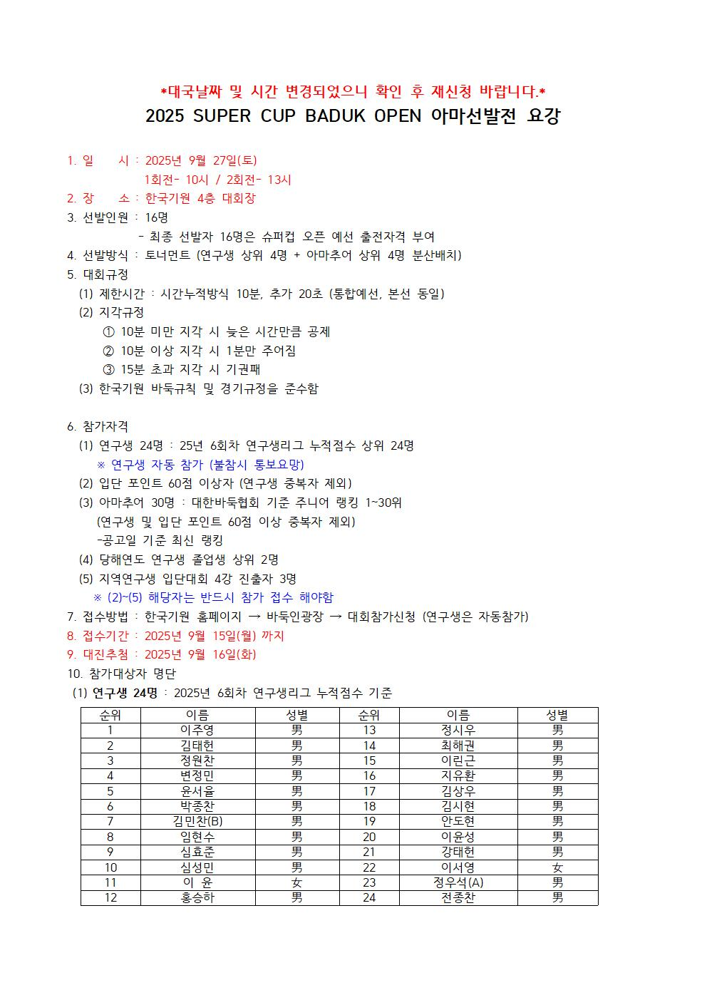 *대국날짜 및 시간 변경되었으니 확인 후 재신청 바랍니다.*
2025 SUPER CUP BADUK OPEN 아마선발전 요강
1. 일 시 : 2025년 9월 27일(토)
1회전- 10시 / 2회전- 13시
2. 장 소 : 한국기원 4층 대회장
3. 선발인원 : 16명
- 최종 선발자 16명은 슈퍼컵 오픈 예선 출전자격 부여
4. 선발방식 : 토너먼트 (연구생 상위 4명 + 아마추어 상위 4명 분산배치)
5. 대회규정
(1) 제한시간 : 시간누적방식 10분, 추가 20초 (통합예선, 본선 동일)
(2) 지각규정
① 10분 미만 지각 시 늦은 시간만큼 공제
② 10분 이상 지각 시 1분만 주어짐
③ 15분 초과 지각 시 기권패
(3) 한국기원 바둑규칙 및 경기규정을 준수함
6. 참가자격
(1) 연구생 24명 : 25년 6회차 연구생리그 누적점수 상위 24명
※ 연구생 자동 참가 (불참시 통보요망)
(2) 입단 포인트 60점 이상자 (연구생 중복자 제외)
(3) 아마추어 30명 : 대한바둑협회 기준 주니어 랭킹 1~30위
(연구생 및 입단 포인트 60점 이상 중복자 제외)
-공고일 기준 최신 랭킹
(4) 당해연도 연구생 졸업생 상위 2명
(5) 지역연구생 입단대회 4강 진출자 3명
※ (2)~(5) 해당자는 반드시 참가 접수 해야함
7. 접수방법 : 한국기원 홈페이지 → 바둑인광장 → 대회참가신청 (연구생은 자동참가)
8. 접수기간 : 2025년 9월 15일(월) 까지
9. 대진추첨 : 2025년 9월 16일(화)
10. 참가대상자 명단
(1) 연구생 24명 : 2025년 6회차 연구생리그 누적점수 기준
순위 이름 성별 순위 이름 성별
1 이주영 男 13 정시우 男
2 김태헌 男 14 최해권 男
3 정원찬 男 15 이린근 男
4 변정민 男 16 지유환 男
5 윤서율 男 17 김상우 男
6 박종찬 男 18 김시현 男
7 김민찬(B) 男 19 안도현 男
8 임현수 男 20 이윤성 男
9 심효준 男 21 강태헌 男
10 심성민 男 22 이서영 女
11 이 윤 女 23 정우석(A) 男
12 홍승하 男 24 전종찬 男